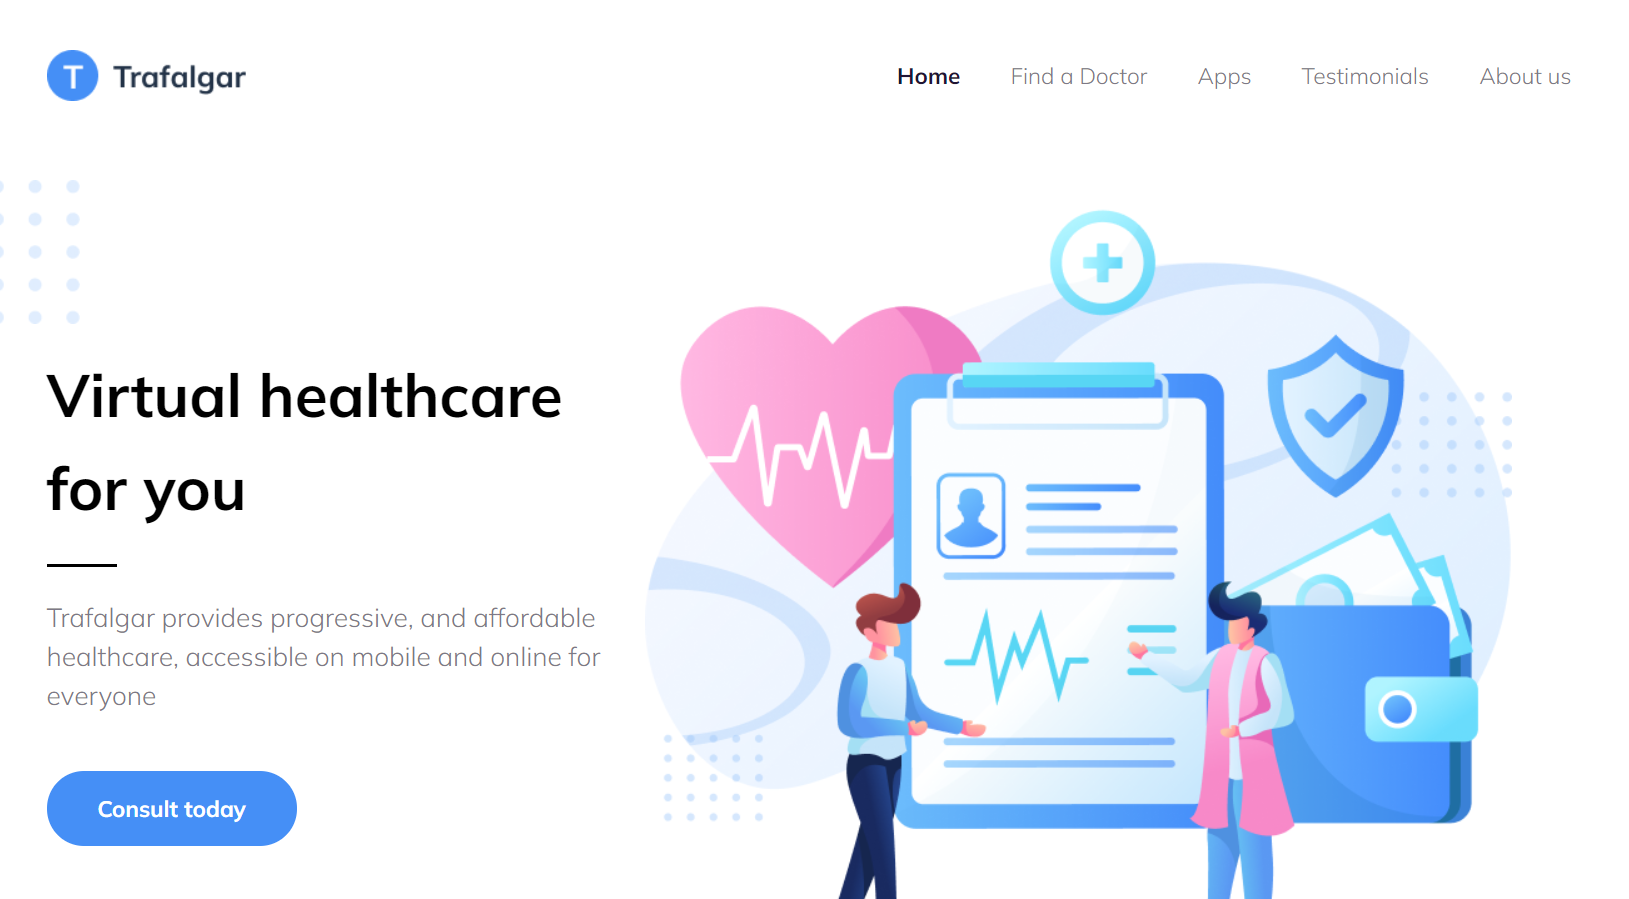 T Trafalgar
Home Find a Doctor Apps Testimonials About us
Virtual healthcare
for you
Trafalgar provides progressive, and affordable
healthcare, accessible on mobile and online for
everyone
Consult today